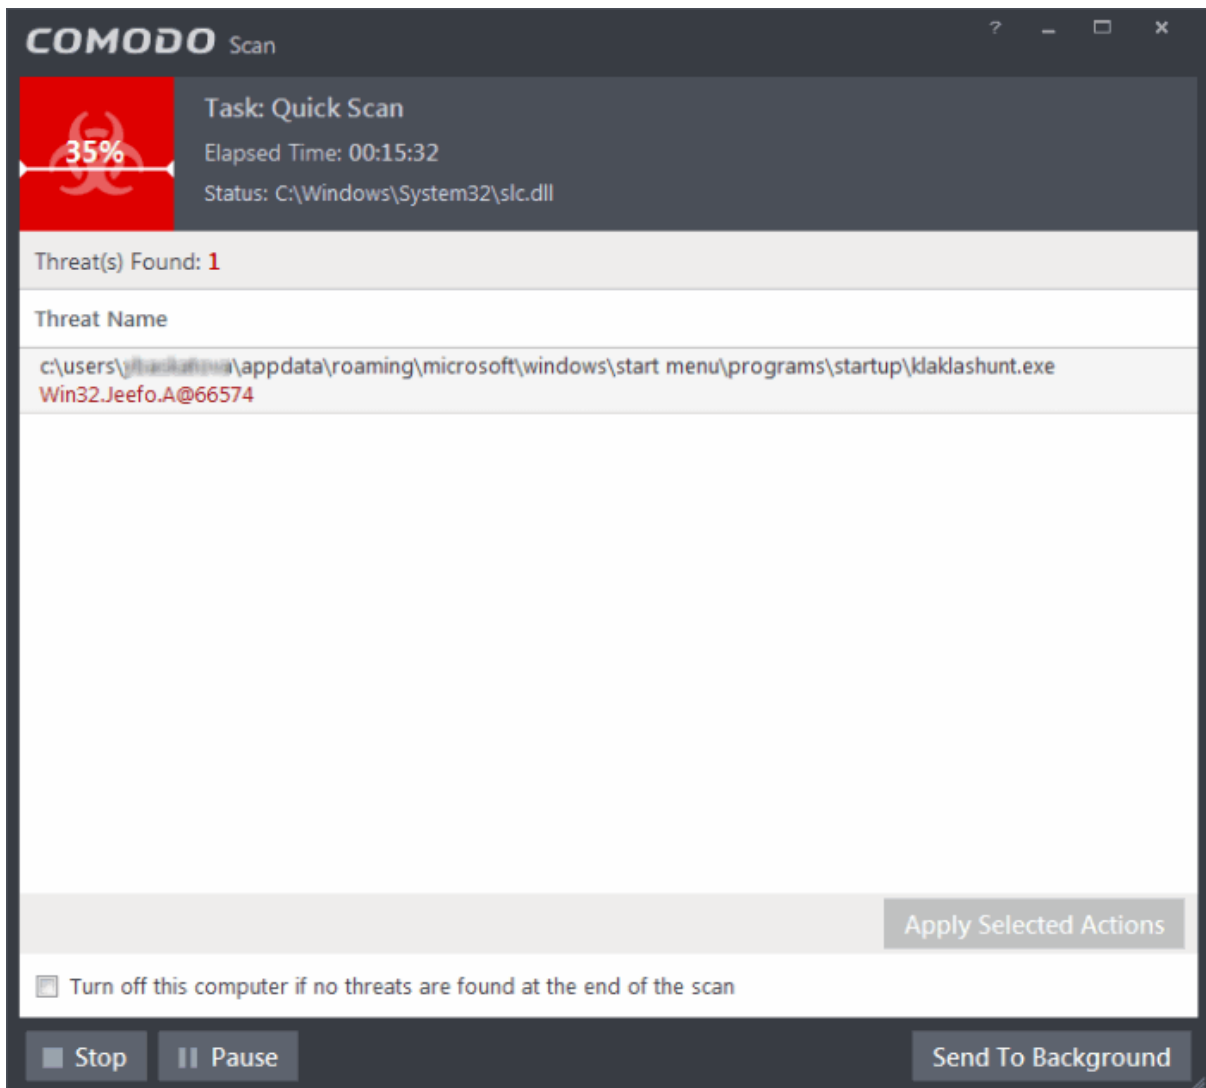 COMODO Scan
?
35%
Task: Quick Scan
Elapsed Time: 00:15:32
Status: C:\Windows\System32\slc.dll
Threat(s) Found: 1
Threat Name
c:\users\ \appdata\roaming\microsoft\windows\start menu\programs\startup\klaklashunt.exe
Win32.Jeefo.A@66574
Apply Selected Actions
Turn off this computer if no threats are found at the end of the scan
Stop
Pause
Send To Background